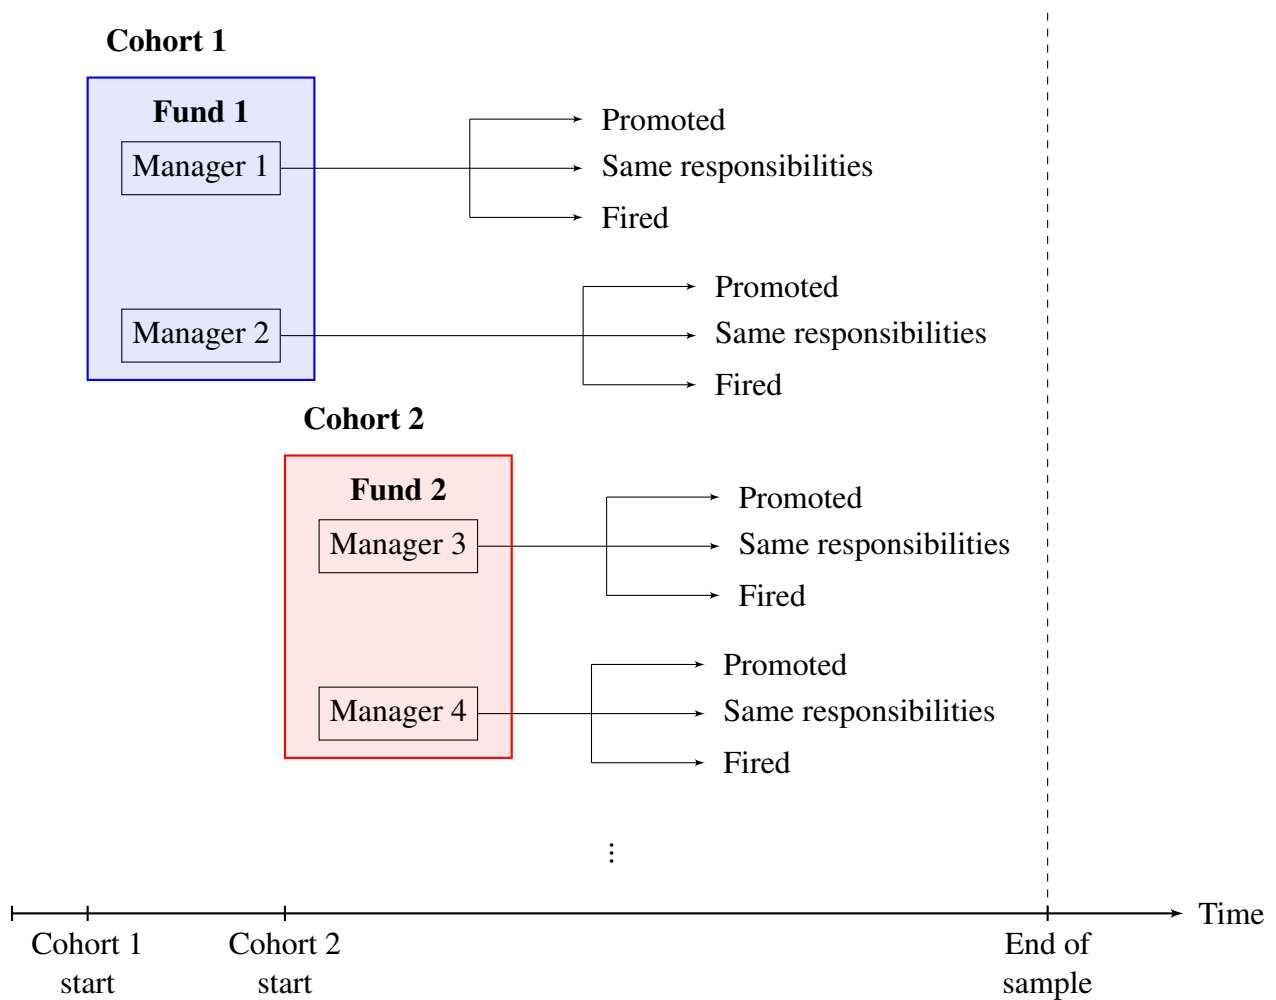 Cohort 1
Fund 1
Manager 1
Promoted
Same responsibilities
Fired
Manager 2
Promoted
Same responsibilities
Fired
Cohort 2
Fund 2
Manager 3
Promoted
Same responsibilities
Fired
Manager 4
Promoted
Same responsibilities
Fired
⋮
Time
Cohort 1
start
Cohort 2
start
End of
sample